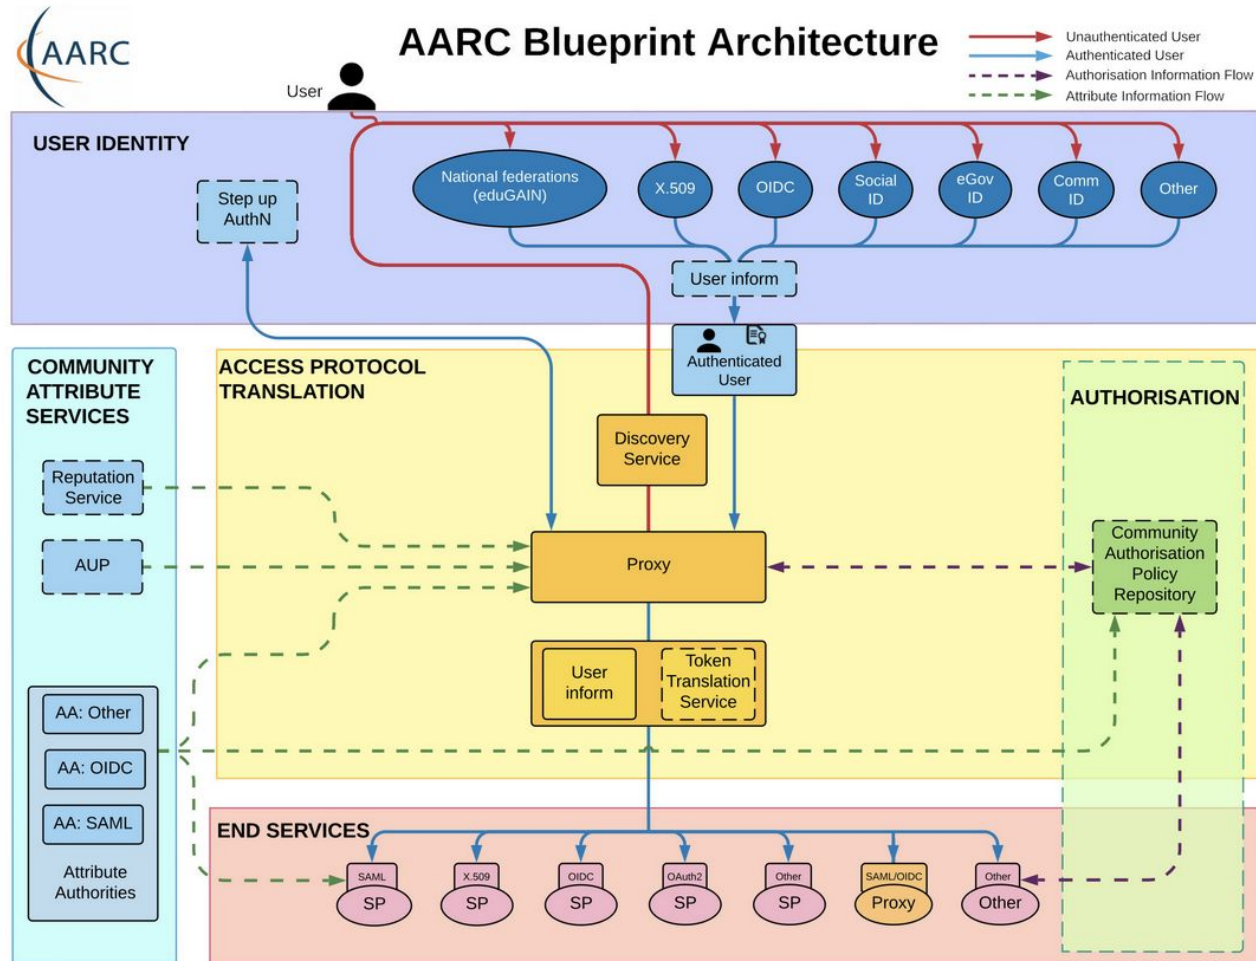 AARC
AARC Blueprint Architecture
Unauthenticated User
Authenticated User
Authorisation Information Flow
Attribute Information Flow
User
USER IDENTITY
Step up
AuthN
National federations
(eduGAIN)
X.509
OIDC
Social
ID
eGov
ID
Comm
ID
Other
User inform
Authenticated
User
COMMUNITY
ATTRIBUTE
SERVICES
ACCESS PROTOCOL
TRANSLATION
AUTHORISATION
Discovery
Service
Reputation
Service
AUP
Proxy
Community
Authorisation
Policy
Repository
User
inform
Token
Translation
Service
AA: Other
AA: OIDC
AA: SAML
Attribute
Authorities
END SERVICES
SAML
SP
X.509
SP
OIDC
SP
OAuth2
SP
Other
SP
SAML/OIDC
Proxy
Other
Other